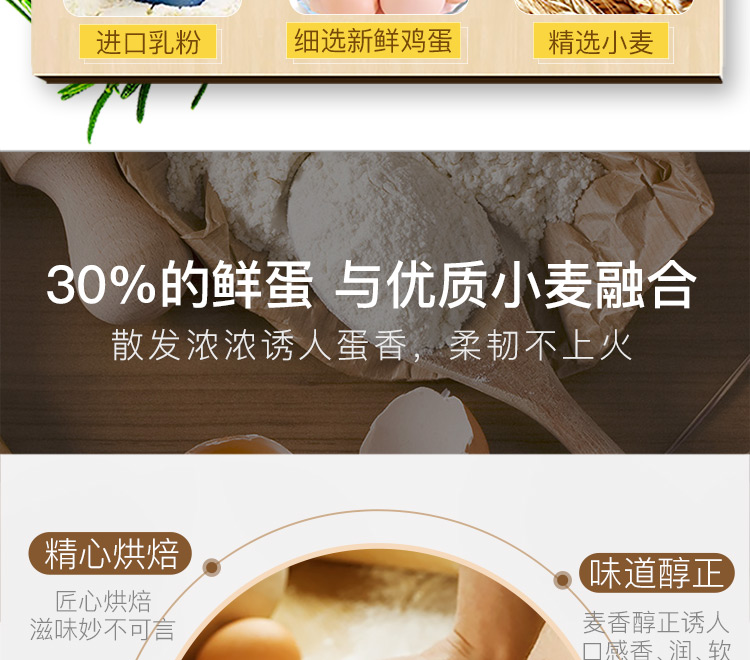 进口乳粉
细选新鲜鸡蛋
精选小麦
30%的鲜蛋 与优质小麦融合
散发浓浓诱人蛋香，柔韧不上火
精心烘焙
匠心烘焙
滋味妙不可言
味道醇正
麦香醇正诱人
口感香、润、软